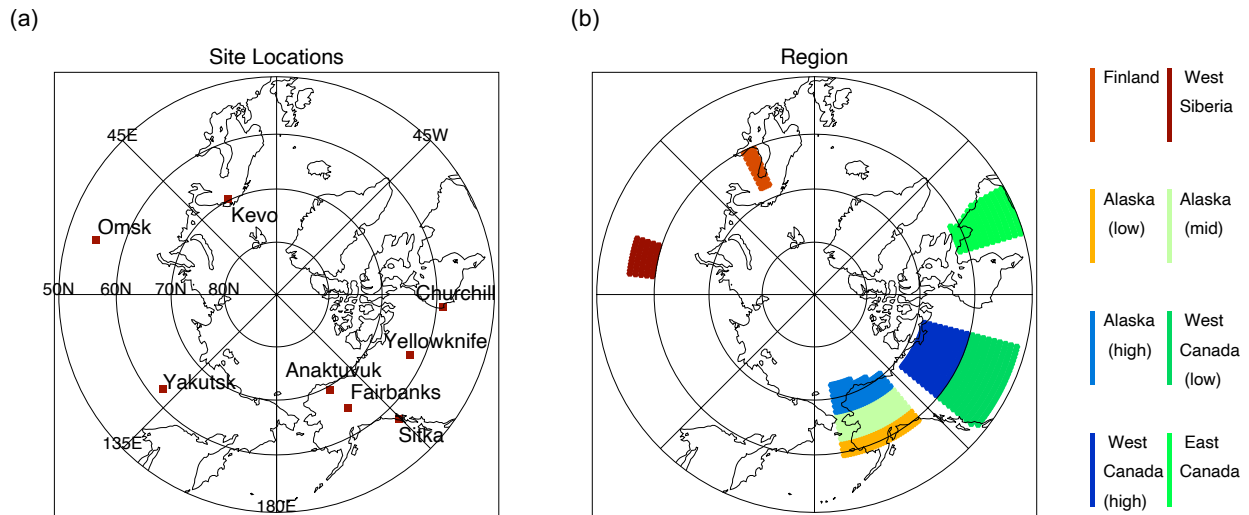 (a)
(b)
Site Locations
Region
45E
45W
Kevo
Omsk
50N
60N
70N
80N
Churchill
Yellowknife
Anaktuvuk
Yakutsk
Fairbanks
Sitka
135E
180E
Finland
West
Siberia
Alaska
(low)
Alaska
(mid)
Alaska
(high)
West
Canada
(low)
West
Canada
(high)
East
Canada